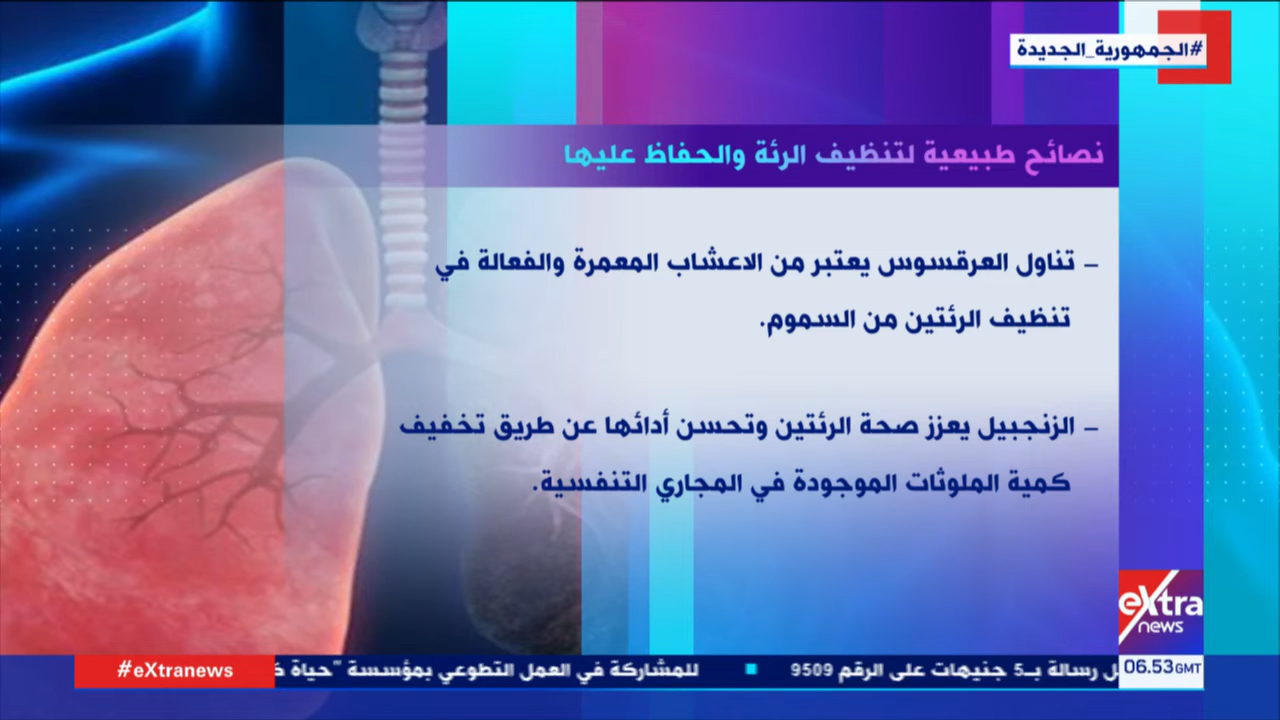 #الجمهورية_الجديدة
نصائح طبيعية لتنظيف الرئة والحفاظ عليها
- تناول العرقسوس يعتبر من الاعشاب المعمرة والفعالة في
تنظيف الرئتين من السموم.
- الزنجبيل يعزز صحة الرئتين وتحسن أدائها عن طريق تخفيف
كمية الملوثات الموجودة في المجاري التنفسية.
eXtra
news
06.53GMT
رسالة بـ5 جنيهات على الرقم 9509 ■ للمشاركة في العمل التطوعي بمؤسسة "حياة
#eXtranews